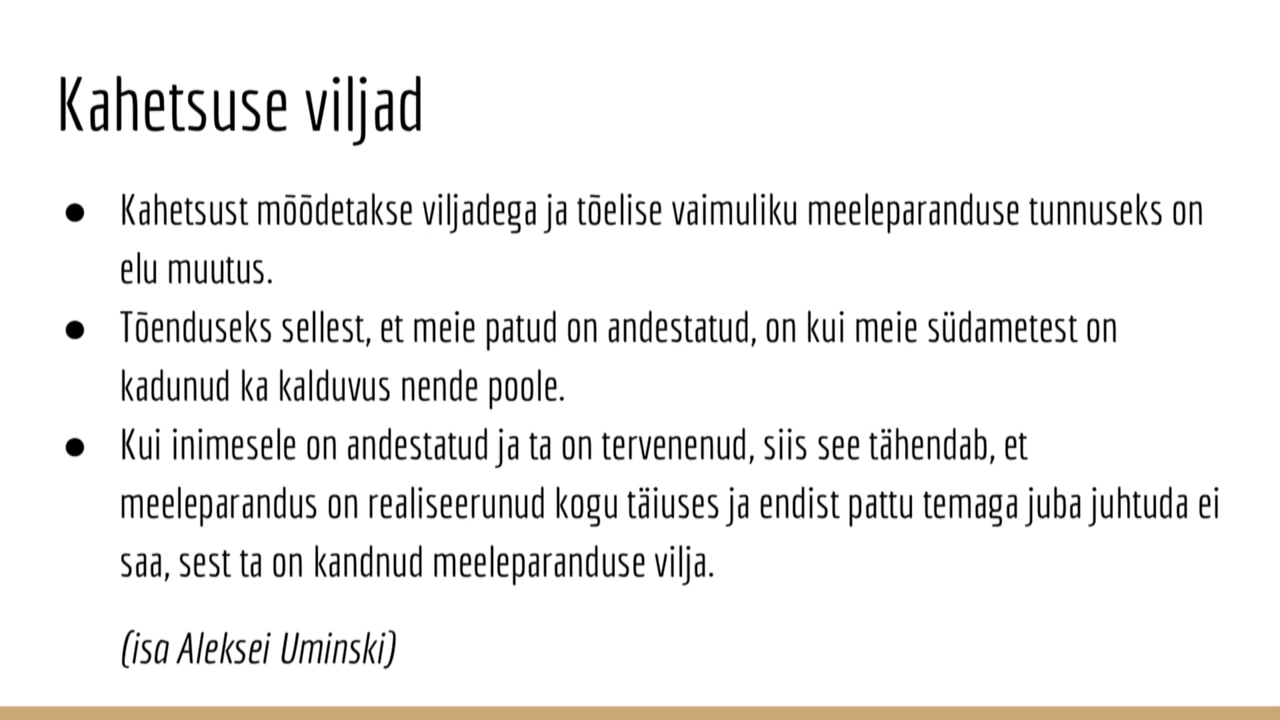 Kahetsuse viljad
● Kahetsust mõõdetakse viljadega ja tõelise vaimuliku meeleparanduse tunnuseks on
elu muutus.
● Tõenduseks sellest, et meie patud on andestatud, on kui meie südametest on
kadunud ka kalduvus nende poole.
● Kui inimesele on andestatud ja ta on tervenenud, siis see tähendab, et
meeleparandus on realiseerunud kogu täiuses ja endist pattu temaga juba juhtuda ei
saa, sest ta on kandnud meeleparanduse vilja.
(isa Aleksei Uminski)